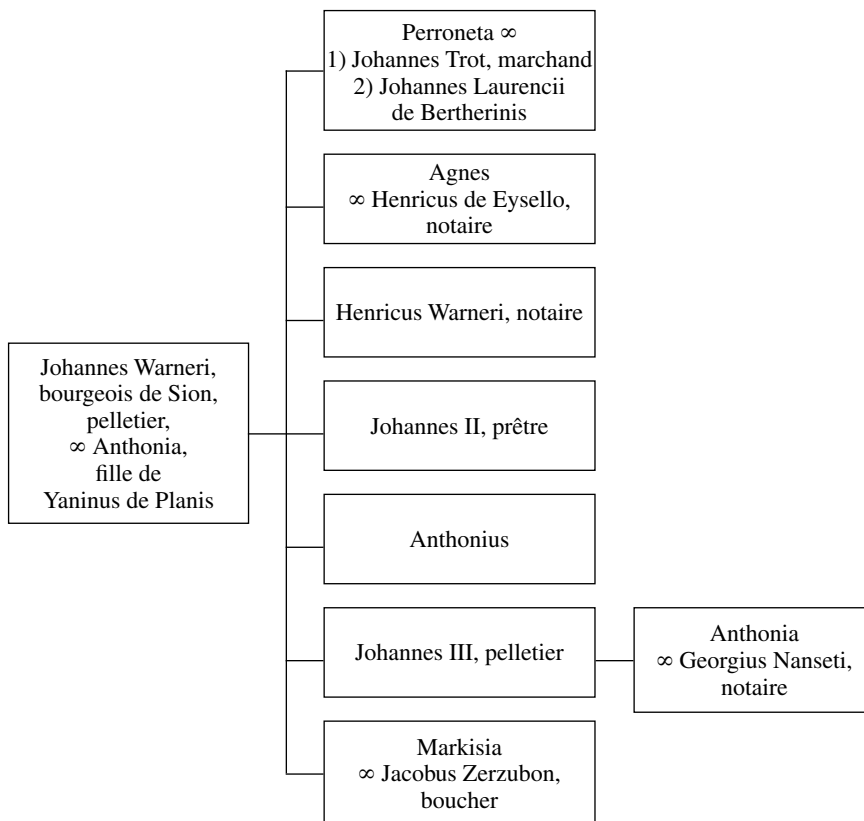 Johannes Warneri,
bourgeois de Sion,
pelletier,
∞ Anthonia,
fille de
Yaninus de Planis
Perroneta ∞
1) Johannes Trot, marchand
2) Johannes Laurencii
de Bertherinis
Agnes
∞ Henricus de Eysello,
notaire
Henricus Warneri, notaire
Johannes II, prêtre
Anthonius
Johannes III, pelletier
Anthonia
∞ Georgius Nanseti,
notaire
Markisia
∞ Jacobus Zerzubon,
boucher